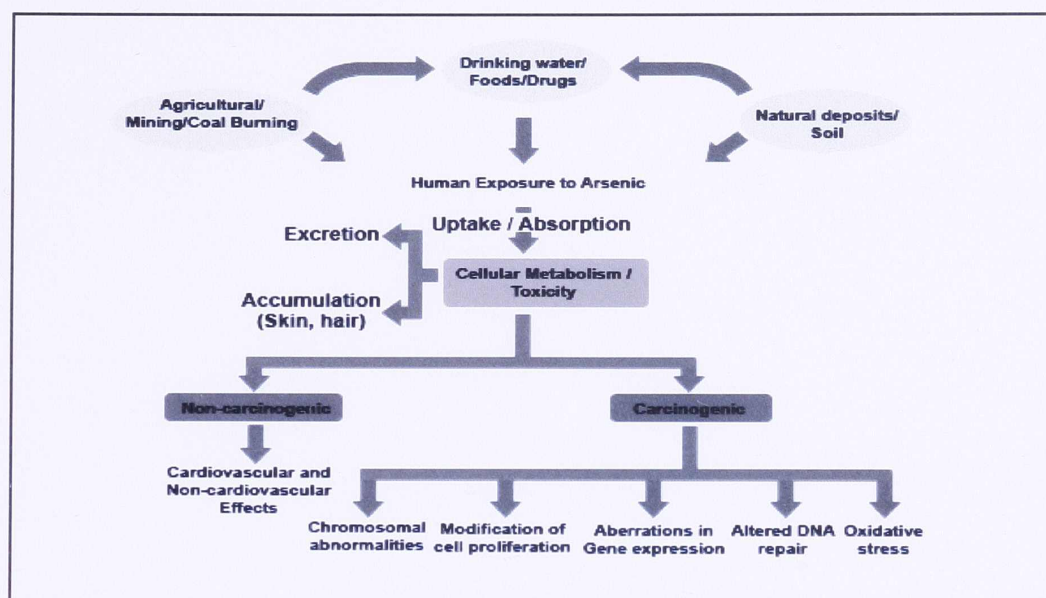 Drinking water/
Foods/Drugs
Agricultural/
Mining/Coal Burning
Natural deposits/
Soil
Human Exposure to Arsenic
Uptake / Absorption
Excretion
Cellular Metabolism /
Toxicity
Accumulation
(Skin, hair)
Non-carcinogenic
Carcinogenic
Cardiovascular and
Non-cardiovascular
Effects
Chromosomal
abnormalities
Modification of
cell proliferation
Aberrations in
Gene expression
Altered DNA
repair
Oxidative
stress